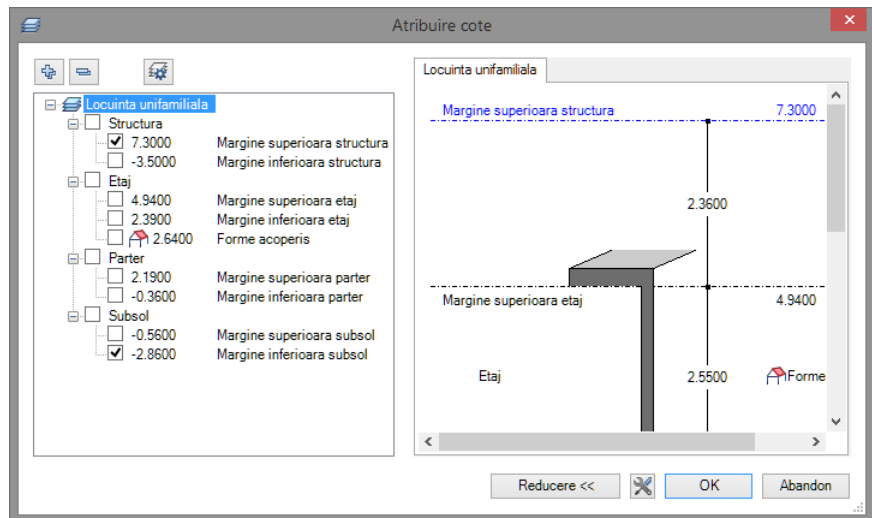 Atribuire cote
Locuinta unifamiliala
Structura
7.3000 Margine superioara structura
-3.5000 Margine inferioara structura
Etaj
4.9400 Margine superioara etaj
2.3900 Margine inferioara etaj
2.6400 Forme acoperis
Parter
2.1900 Margine superioara parter
-0.3600 Margine inferioara parter
Subsol
-0.5600 Margine superioara subsol
-2.8600 Margine inferioara subsol
Locuinta unifamiliala
Margine superioara structura 7.3000
2.3600
Margine superioara etaj 4.9400
Etaj 2.5500 Forme
Reducere << OK Abandon